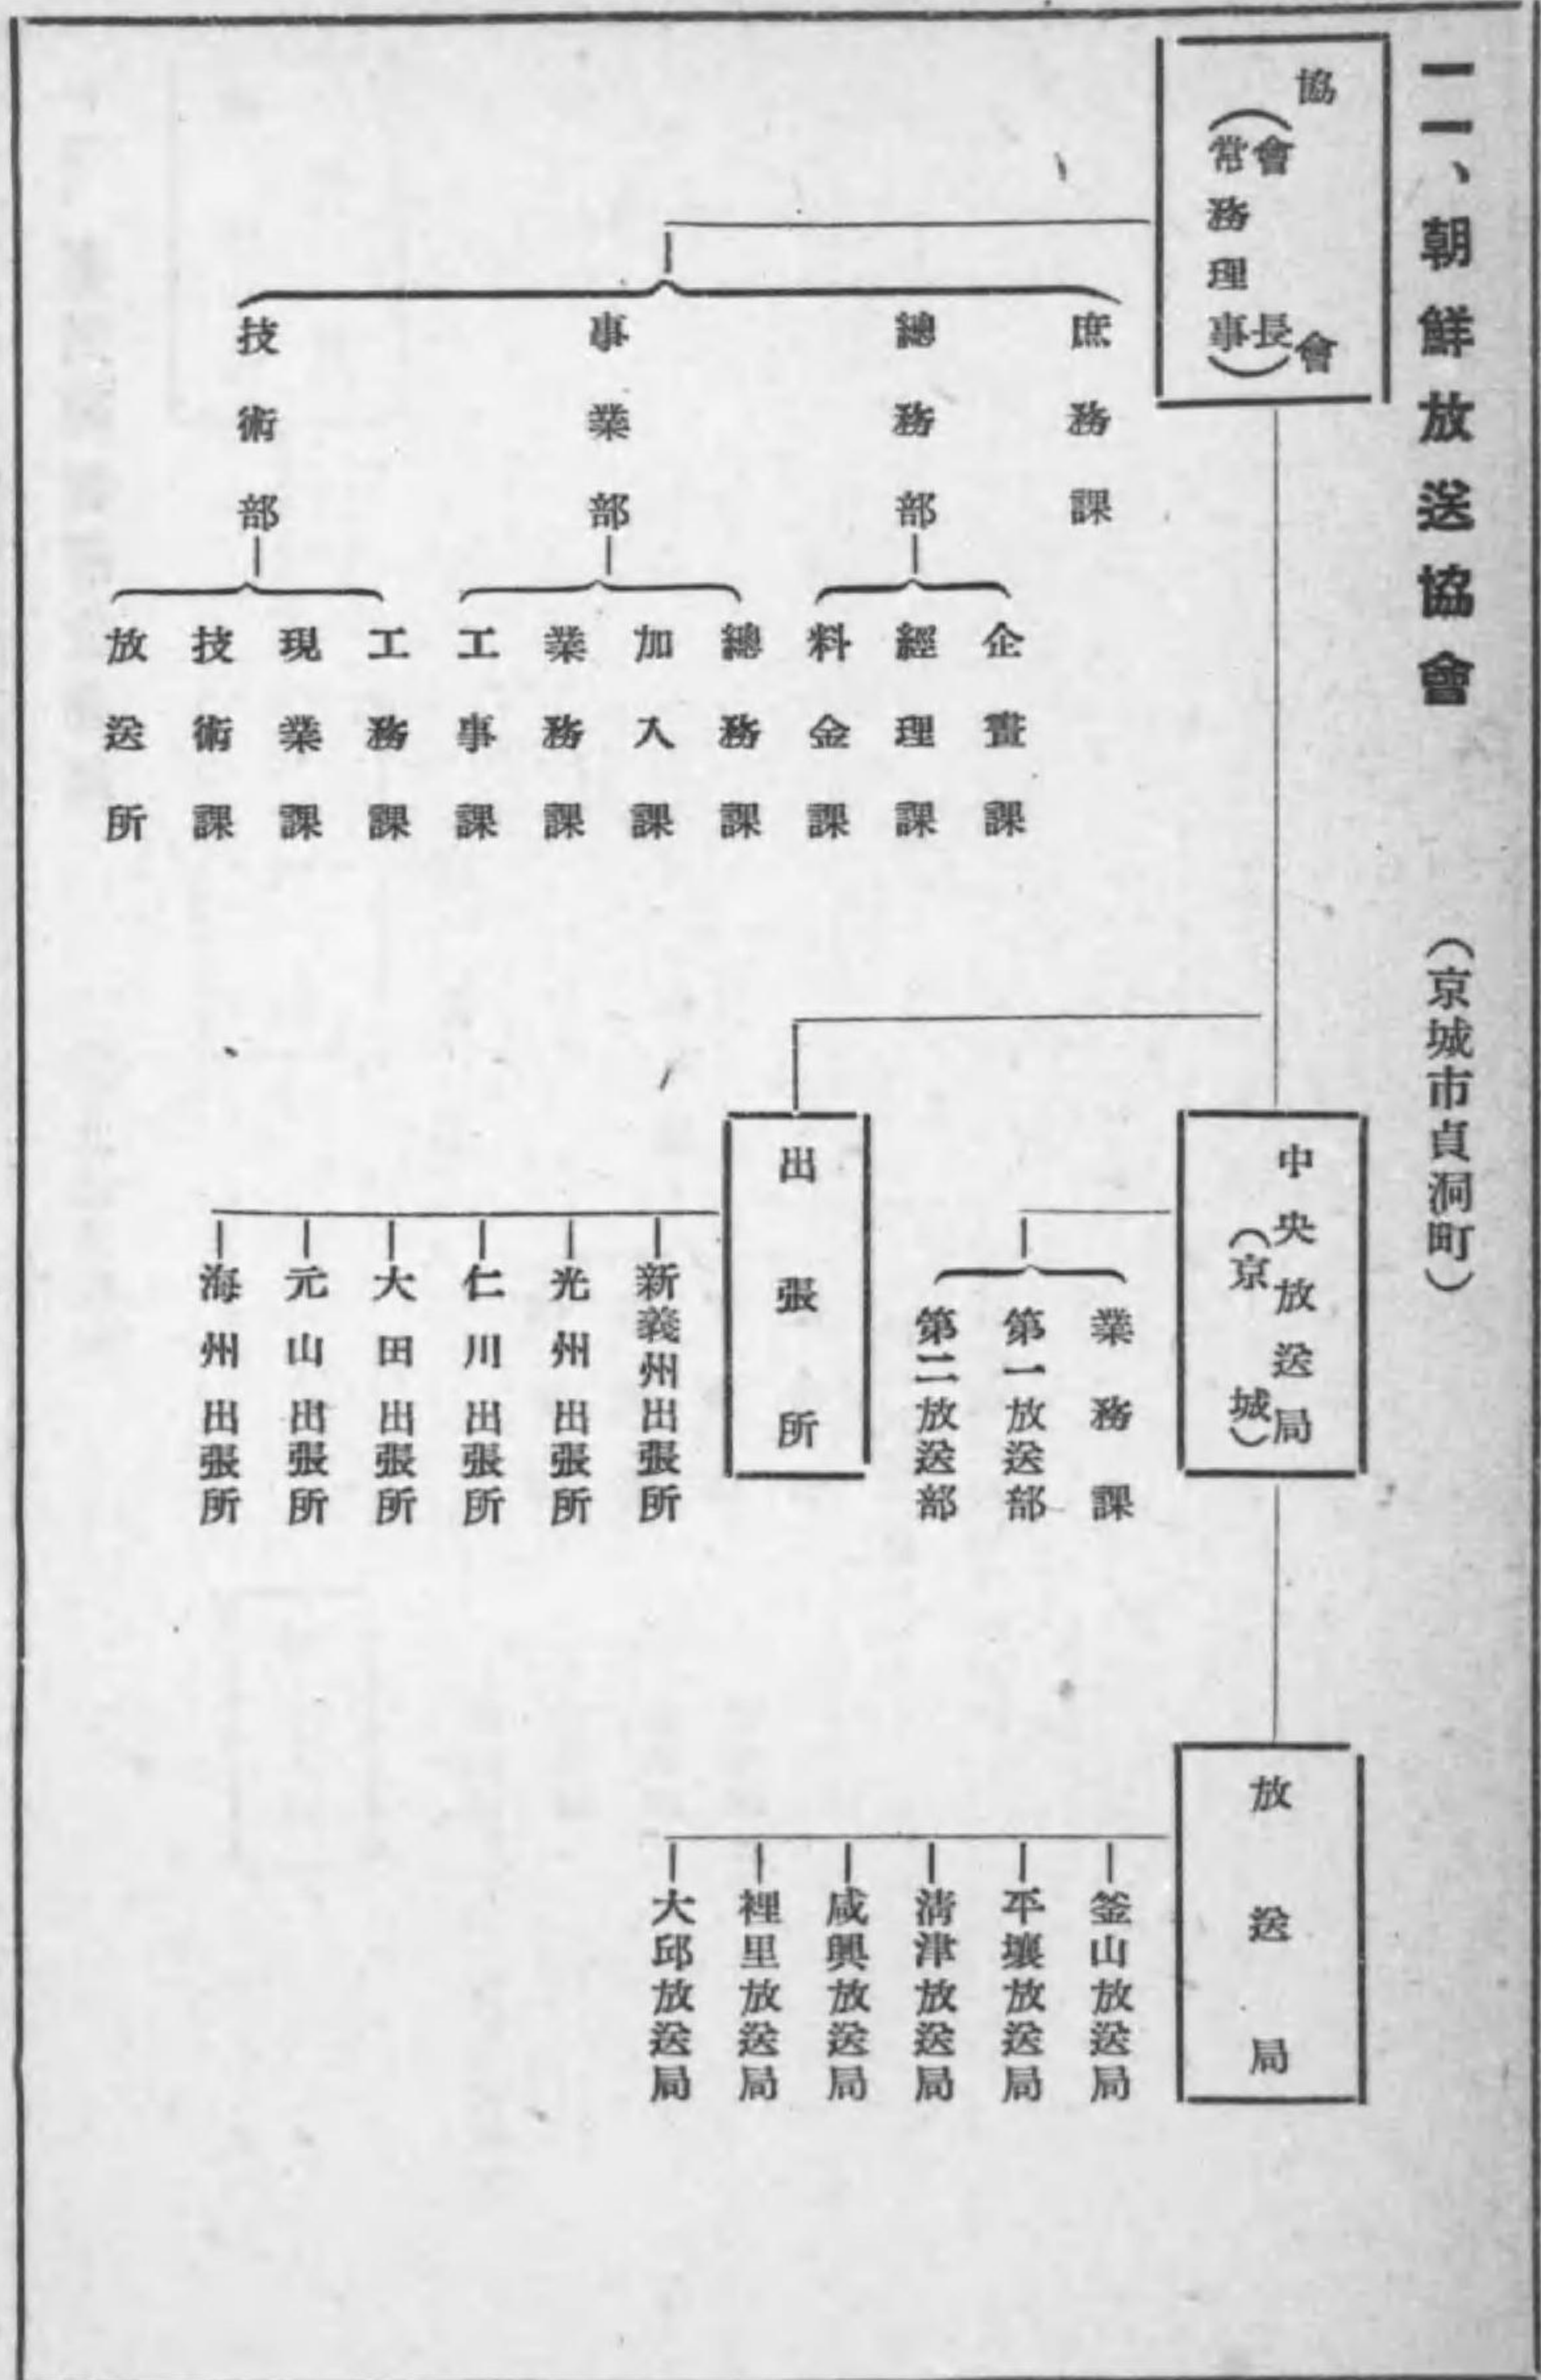 一一、朝鮮放送協會
（京城市貞洞町）
協會
（會長
常務理事）
庶務課
總務部
企畫課
經理課
料金課
事業部
總務課
加入課
業務課
工事課
技術部
工務課
現業課
技術課
放送所
中央放送局
（京城）
業務課
第一放送部
第二放送部
出張所
新義州出張所
光州出張所
仁川出張所
大田出張所
元山出張所
海州出張所
放送局
釜山放送局
平壤放送局
清津放送局
咸興放送局
裡里放送局
大邱放送局